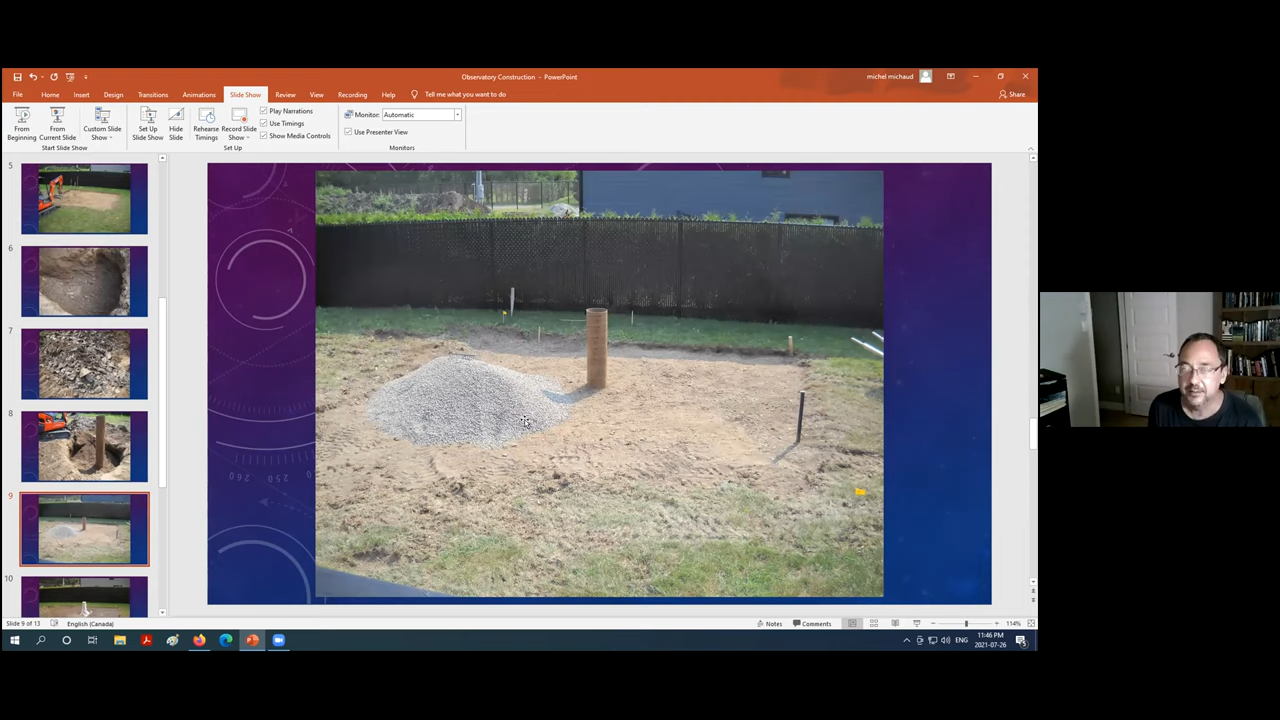 Observatory Construction - PowerPoint
michel michaud
File Home Insert Design Transitions Animations Slide Show Review View Recording Help Tell me what you want to do
Share
From Beginning
From Current Slide
Custom Slide Show
Set Up Slide Show
Hide Slide
Rehearse Timings
Record Slide Show
Play Narrations
Use Timings
Show Media Controls
Monitor: Automatic
Use Presenter View
Start Slide Show
Set Up
Monitors
5
6
7
8
9
10
260 250
Slide 9 of 13 English (Canada)
Notes Comments 114%
ENG
11:46 PM
2021-07-26